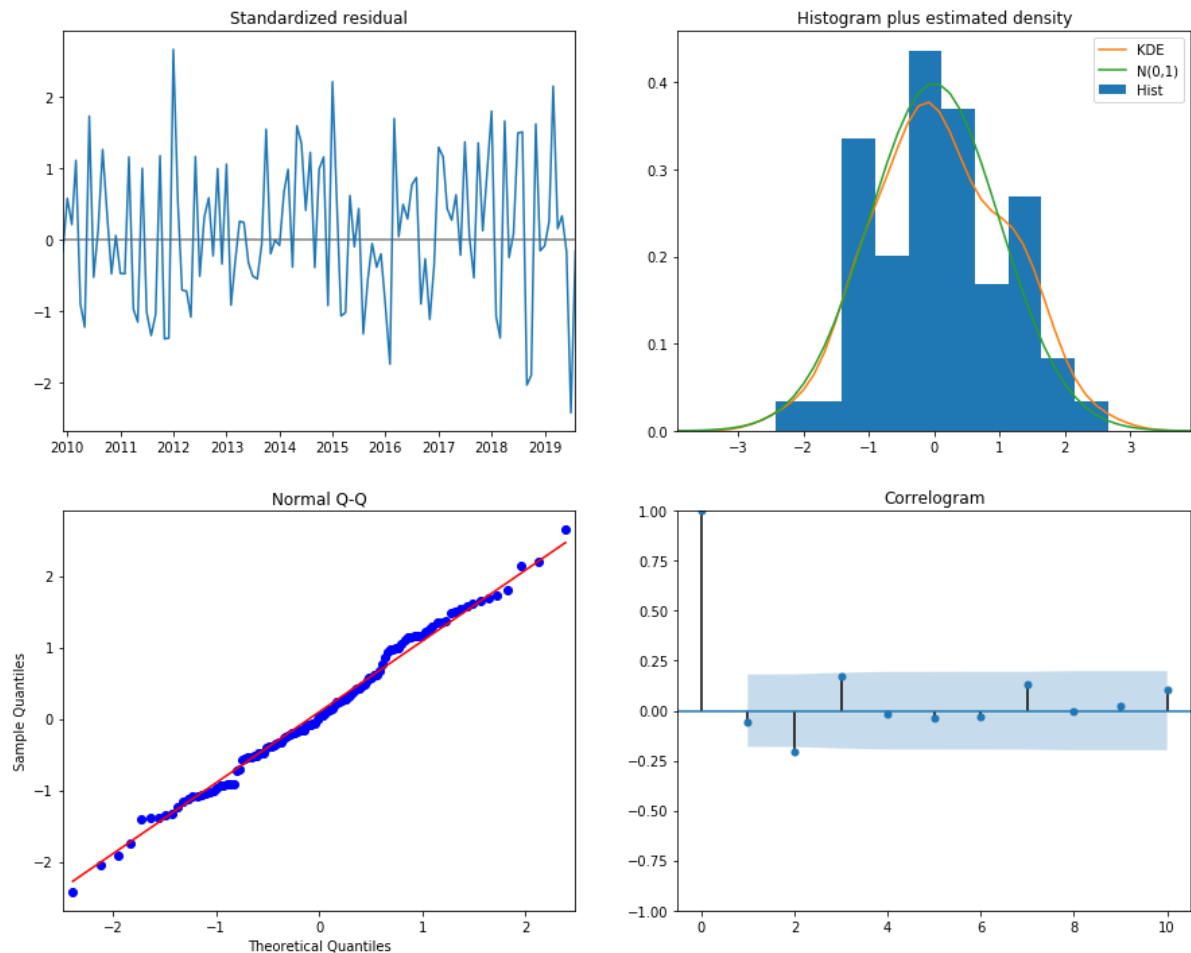 Standardized residual
2
1
0
−1
−2
2010 2011 2012 2013 2014 2015 2016 2017 2018 2019
Histogram plus estimated density
KDE
N(0,1)
Hist
0.4
0.3
0.2
0.1
0.0
−3 −2 −1 0 1 2 3
Normal Q-Q
Sample Quantiles
2
1
0
−1
−2
−2 −1 0 1 2
Theoretical Quantiles
Correlogram
1.00
0.75
0.50
0.25
0.00
−0.25
−0.50
−0.75
−1.00
0 2 4 6 8 10